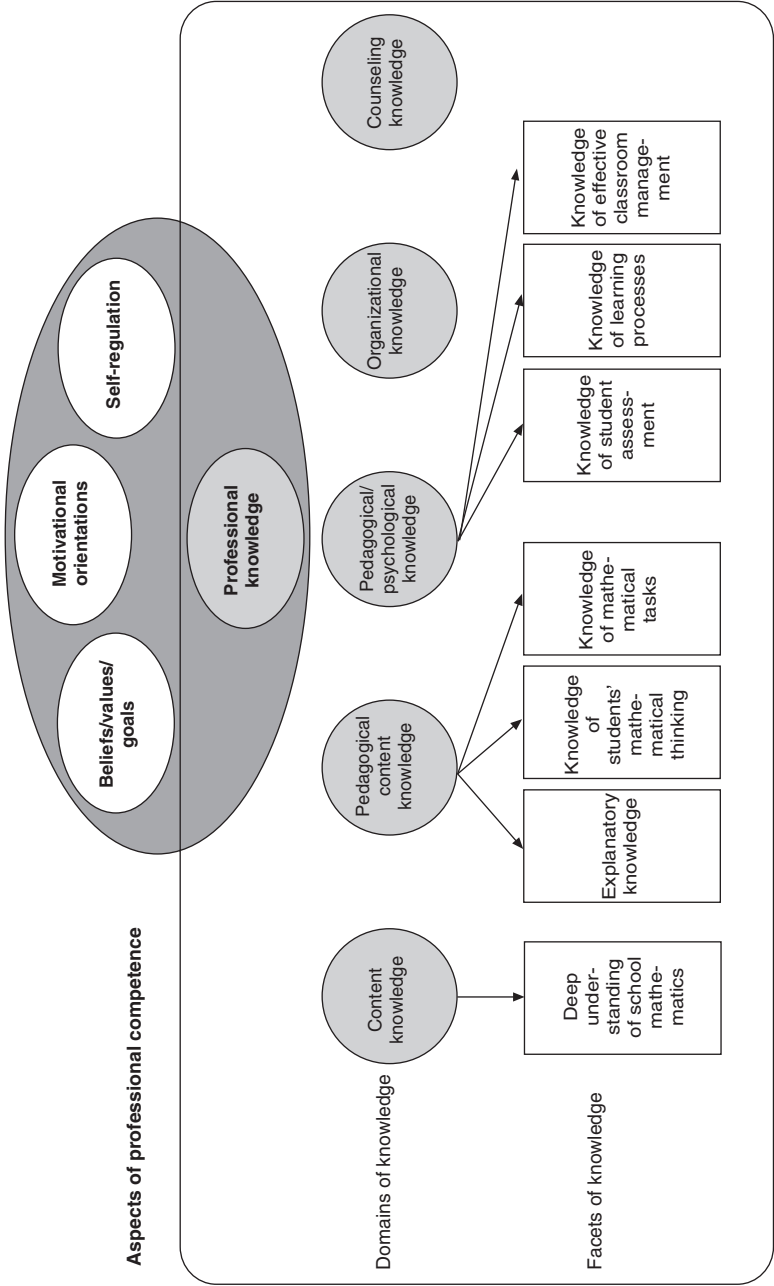 Aspects of professional competence
Beliefs/values/
goals
Motivational
orientations
Self-regulation
Professional
knowledge
Domains of knowledge
Content
knowledge
Pedagogical
content
knowledge
Pedagogical/
psychological
knowledge
Organizational
knowledge
Counseling
knowledge
Facets of knowledge
Deep
under-
standing
of school
mathe-
matics
Explanatory
knowledge
Knowledge
of
students'
mathe-
matical
thinking
Knowledge
of mathe-
matical
tasks
Knowledge
of student
assess-
ment
Knowledge
of learning
processes
Knowledge
of effective
classroom
manage-
ment